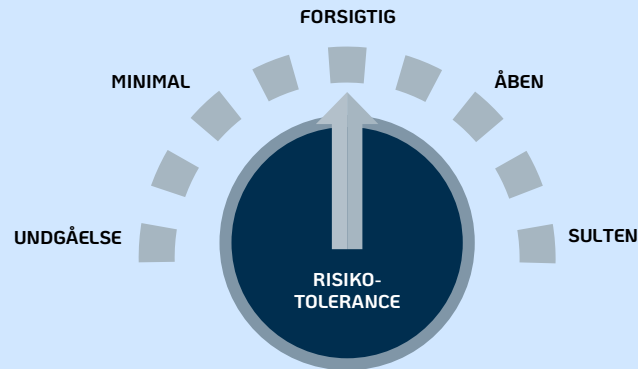 FORSIGTIG
MINIMAL
ÅBEN
UNDGÅELSE
SULTEN
RISIKO-
TOLERANCE